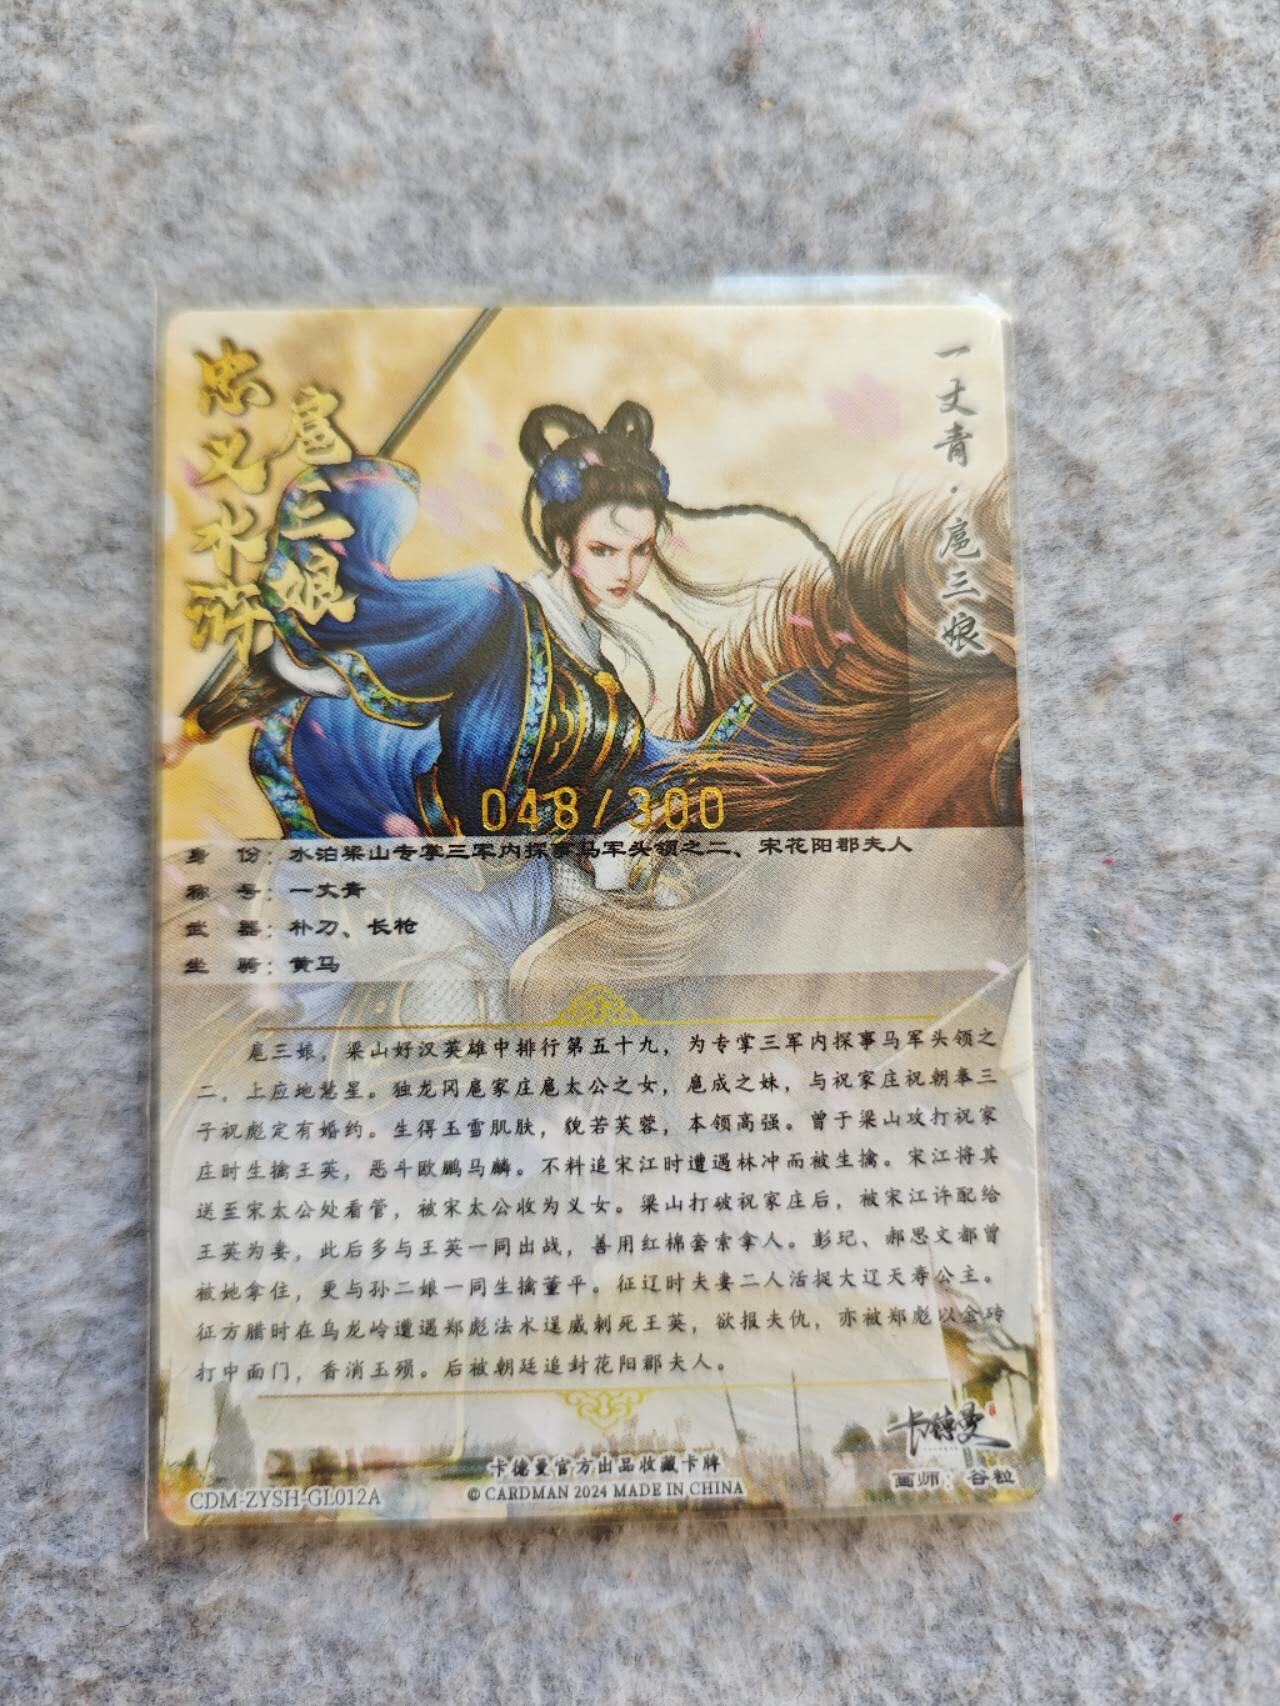 忠义水浒
扈三娘
一丈青·扈三娘
048/300
身份：水泊梁山专掌三军内探事马军头领之二、宋花阳郡夫人
称号：一丈青
武器：朴刀、长枪
坐骑：黄马
扈三娘，梁山好汉英雄中排行第五十九，为专掌三军内探事马军头领之
二，上应地慧星。独龙冈扈家庄扈太公之女，扈成之妹，与祝家庄祝朝奉三
子祝彪定有婚约。生得玉雪肌肤，貌若芙蓉，本领高强。曾于梁山攻打祝家
庄时生擒王英，恶斗欧鹏马麟。不料追宋江时遭遇林冲而被生擒。宋江将其
送至宋太公处看管，被宋太公收为义女。梁山打破祝家庄后，被宋江许配给
王英为妻，此后多与王英一同出战，善用红棉套索拿人。彭玘、郝思文都曾
被她拿住，更与孙二娘一同生擒董平。征辽时夫妻二人活捉大辽天寿公主。
征方腊时在乌龙岭遭遇郑彪法术逞威刺死王英，欲报夫仇，亦被郑彪以金砖
打中面门，香消玉殒。后被朝廷追封花阳郡夫人。
卡德曼
卡德曼官方出品收藏卡牌
画师：谷粒
CDM-ZYSH-GL012A
© CARDMAN 2024 MADE IN CHINA